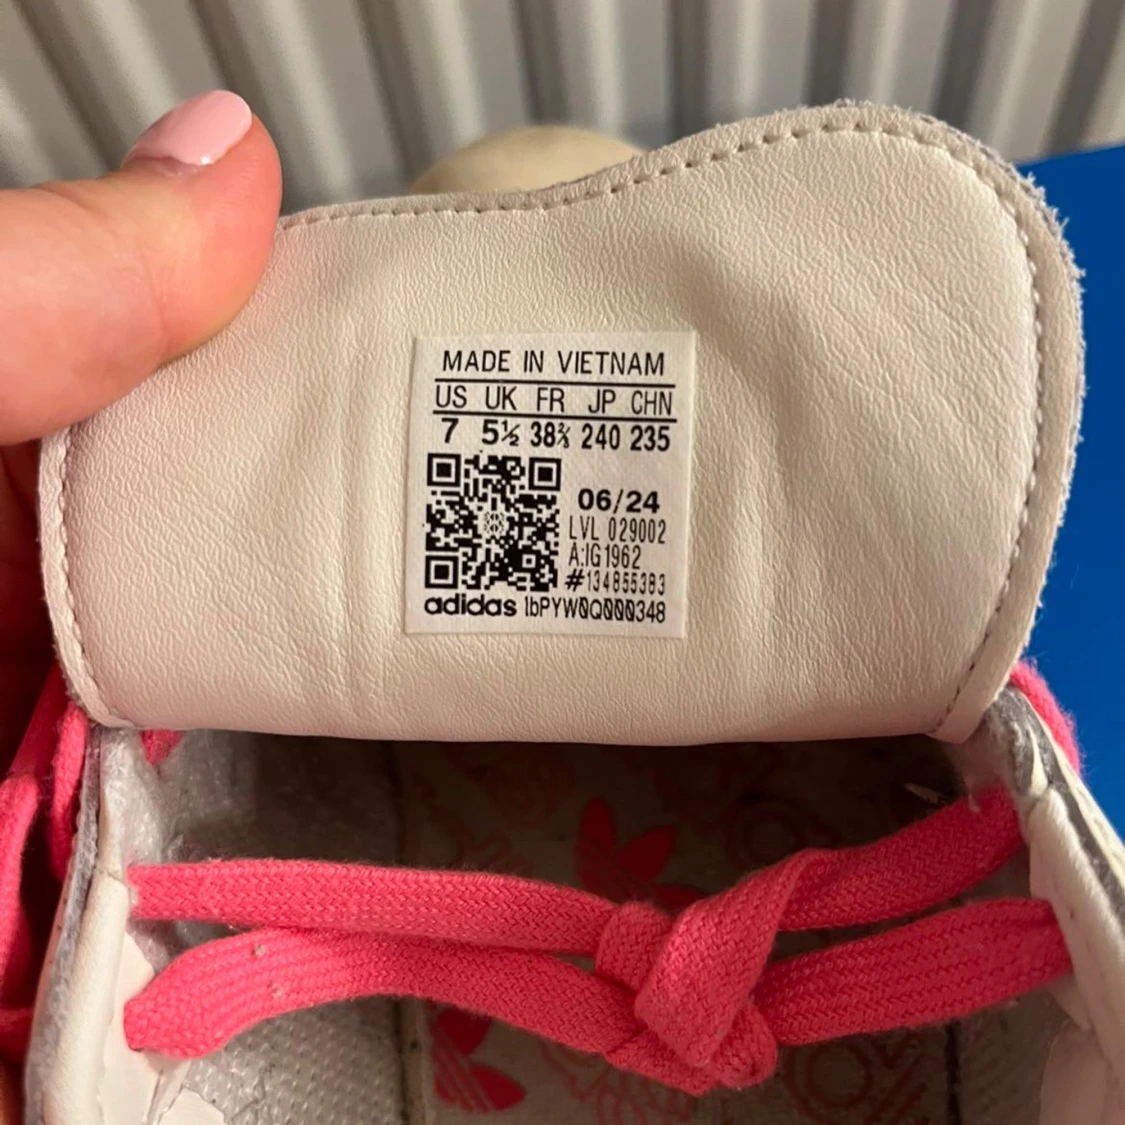 MADE IN VIETNAM
US UK FR JP CHN
7 5½ 38⅔ 240 235
06/24
LVL 029002
A:IG1962
#134855383
adidas 1bPYW0Q000348